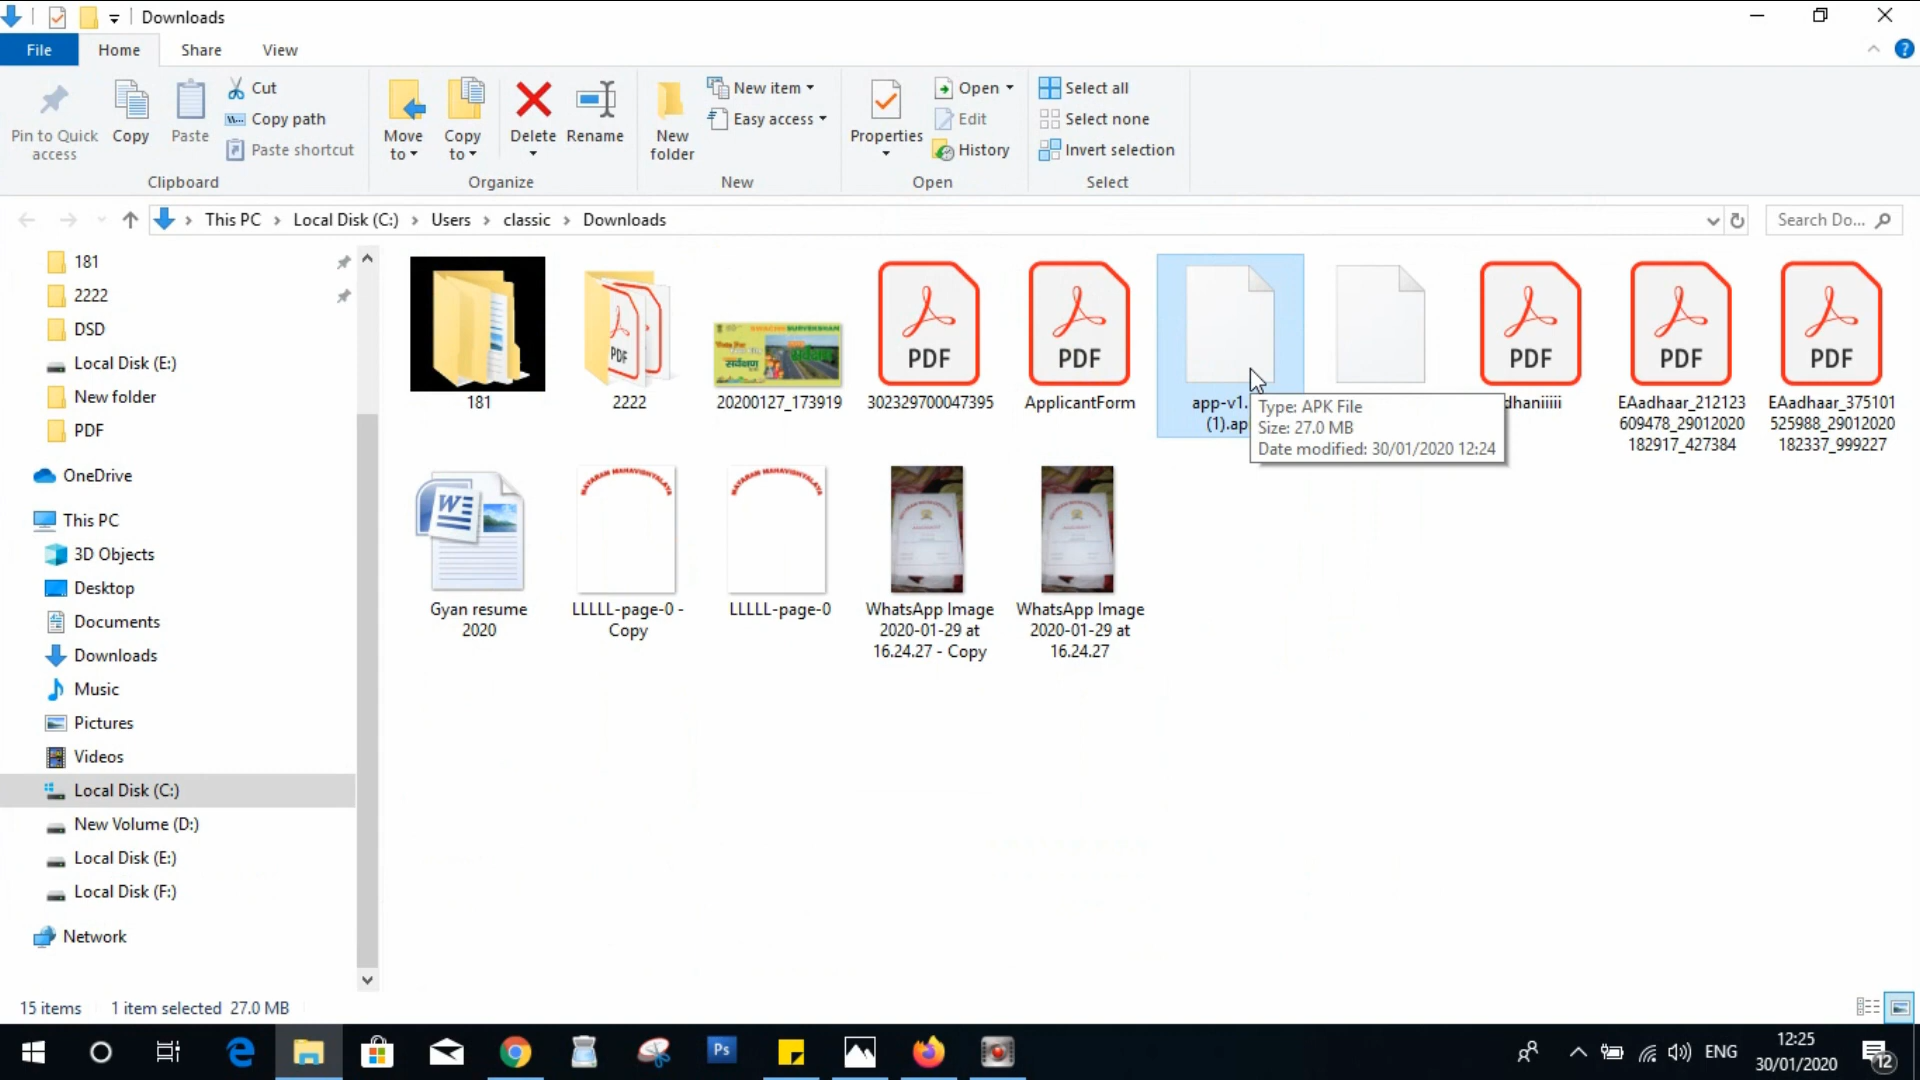 Downloads
File Home Share View
Pin to Quick access
Copy
Paste
Cut
Copy path
Paste shortcut
Clipboard
Move to
Copy to
Delete
Rename
Organize
New folder
New item
Easy access
New
Properties
Open
Edit
History
Open
Select all
Select none
Invert selection
Select
This PC > Local Disk (C:) > Users > classic > Downloads
Search Do...
181
2222
DSD
Local Disk (E:)
New folder
PDF
OneDrive
This PC
3D Objects
Desktop
Documents
Downloads
Music
Pictures
Videos
Local Disk (C:)
New Volume (D:)
Local Disk (E:)
Local Disk (F:)
Network
181
PDF
2222
SWACHH SURVEKSHAN
20200127_173919
PDF
302329700047395
PDF
ApplicantForm
app-v1.
(1).ap
Type: APK File
Size: 27.0 MB
Date modified: 30/01/2020 12:24
PDF
dhaniiiii
PDF
EAadhaar_212123
609478_29012020
182917_427384
PDF
EAadhaar_375101
525988_29012020
182337_999227
W
Gyan resume
2020
MAHAVIDHYALAYA
LLLLL-page-0 -
Copy
MAHAVIDHYALAYA
LLLLL-page-0
WhatsApp Image
2020-01-29 at
16.24.27 - Copy
WhatsApp Image
2020-01-29 at
16.24.27
15 items 1 item selected 27.0 MB
Ps
ENG
12:25
30/01/2020
12